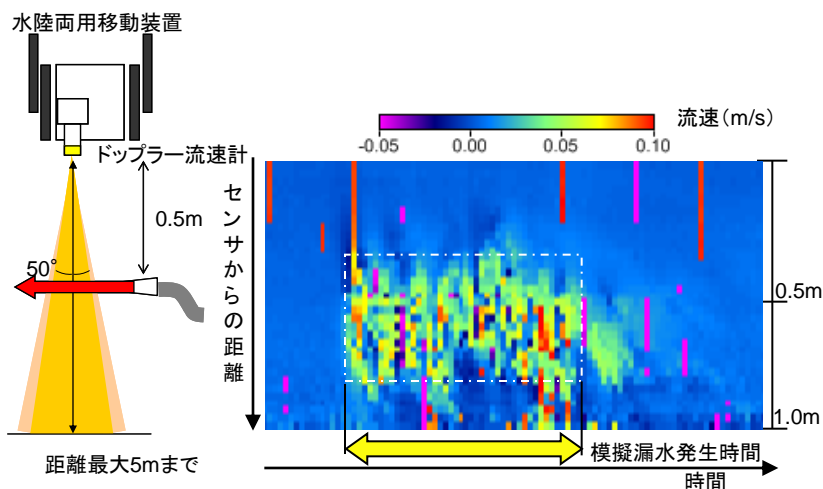 水陸両用移動装置
ドップラー流速計
0.5m
50°
距離最大5mまで
流速(m/s)
-0.05
0.00
0.05
0.10
センサからの距離
0.5m
1.0m
模擬漏水発生時間
時間